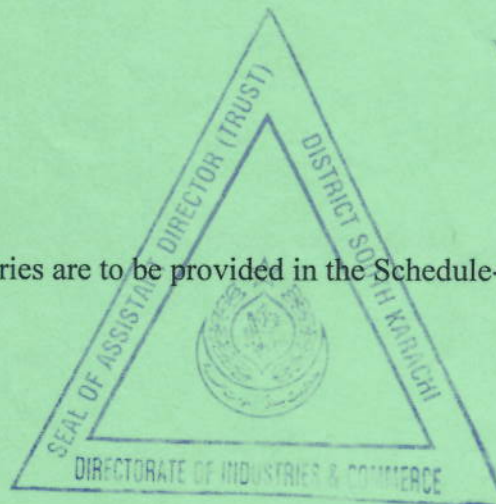 SEAL OF ASSISTANT DIRECTOR (TRUST)
DISTRICT SOUTH KARACHI
ries are to be provided in the Schedule-
DIRECTORATE OF INDUSTRIES & COMMERCE